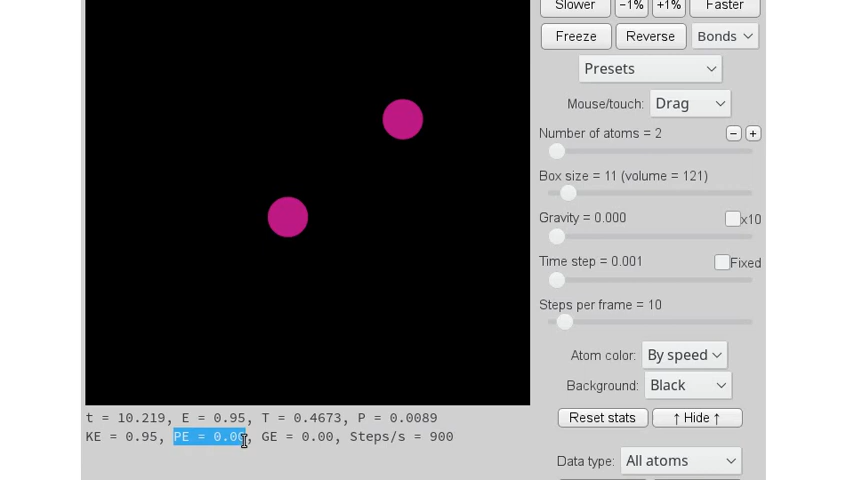 Slower −1% +1% Faster
Freeze Reverse Bonds
Presets
Mouse/touch: Drag
Number of atoms = 2 − +
Box size = 11 (volume = 121)
Gravity = 0.000 x10
Time step = 0.001 Fixed
Steps per frame = 10
Atom color: By speed
Background: Black
Reset stats ↑ Hide ↑
Data type: All atoms
t = 10.219, E = 0.95, T = 0.4673, P = 0.0089
KE = 0.95, PE = 0.00, GE = 0.00, Steps/s = 900